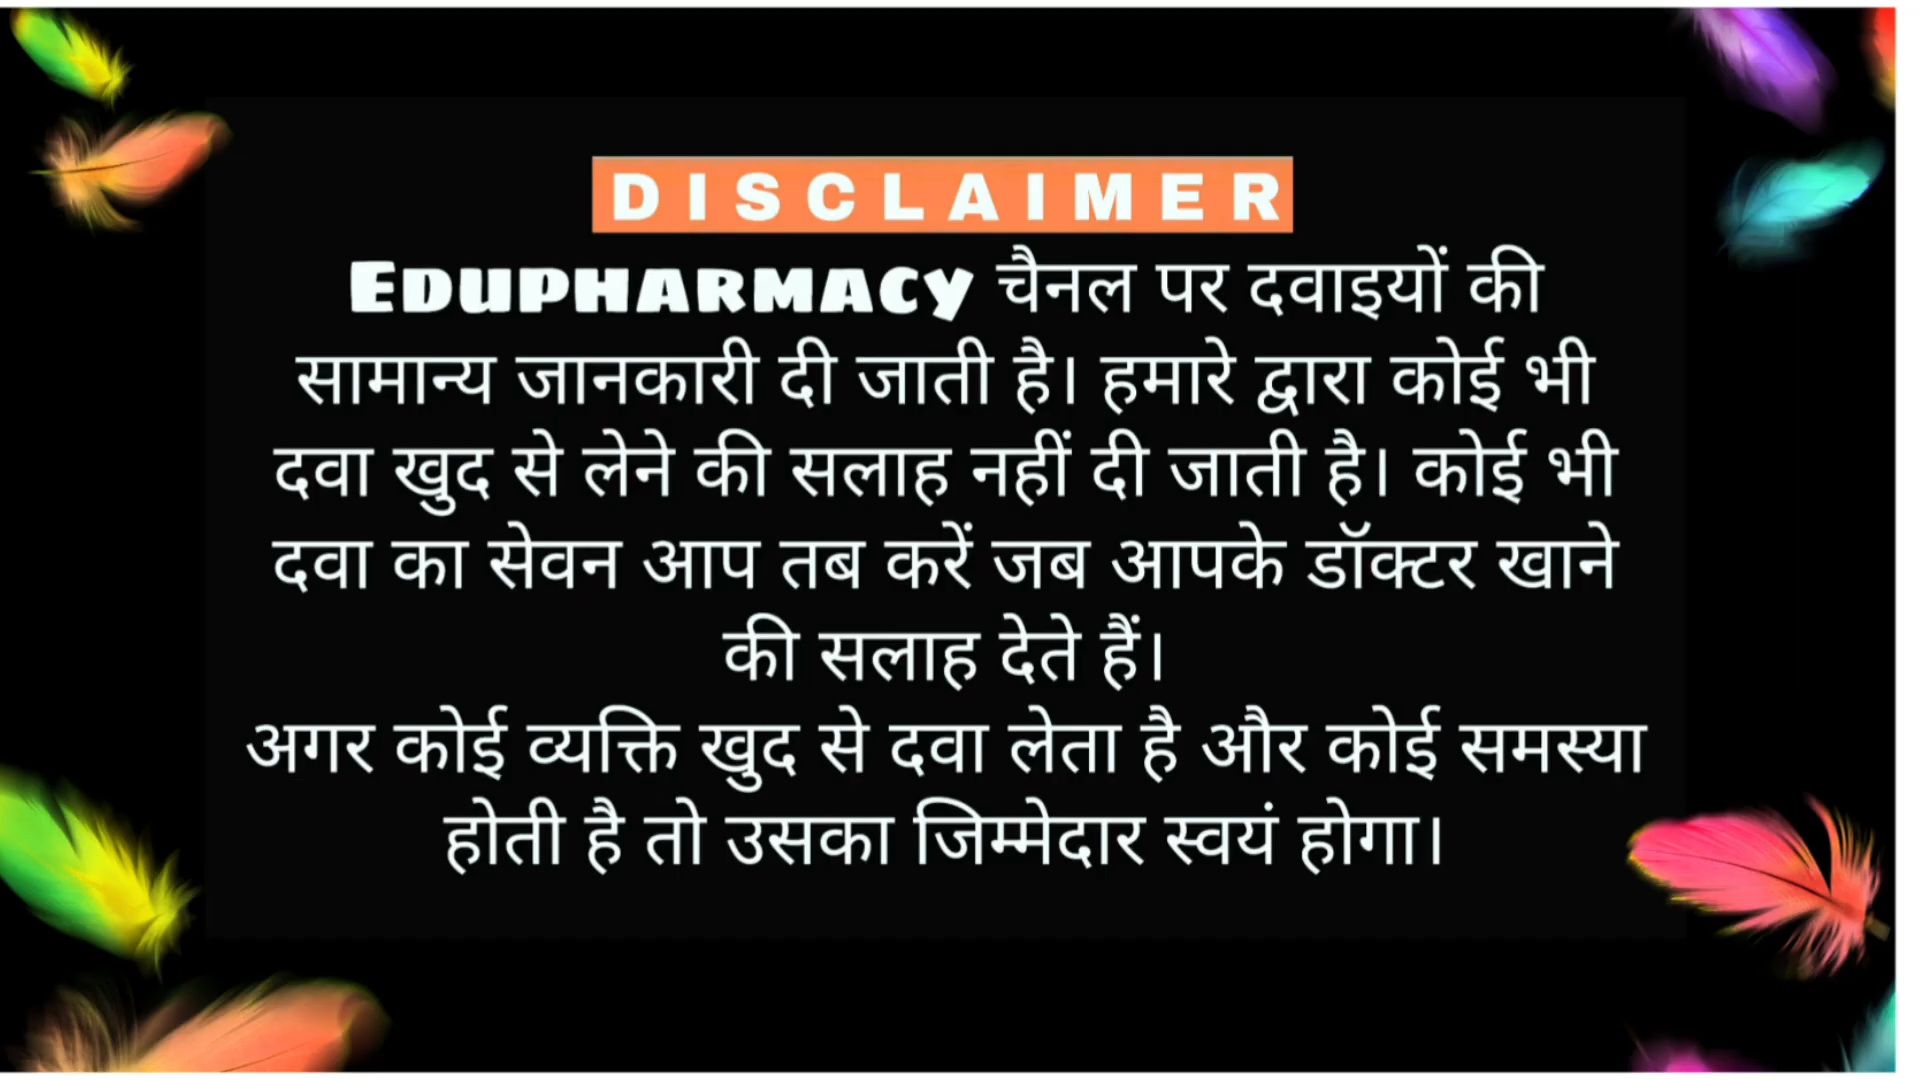 DISCLAIMER
Edupharmacy चैनल पर दवाइयों की
सामान्य जानकारी दी जाती है। हमारे द्वारा कोई भी
दवा खुद से लेने की सलाह नहीं दी जाती है। कोई भी
दवा का सेवन आप तब करें जब आपके डॉक्टर खाने
की सलाह देते हैं।
अगर कोई व्यक्ति खुद से दवा लेता है और कोई समस्या
होती है तो उसका जिम्मेदार स्वयं होगा।